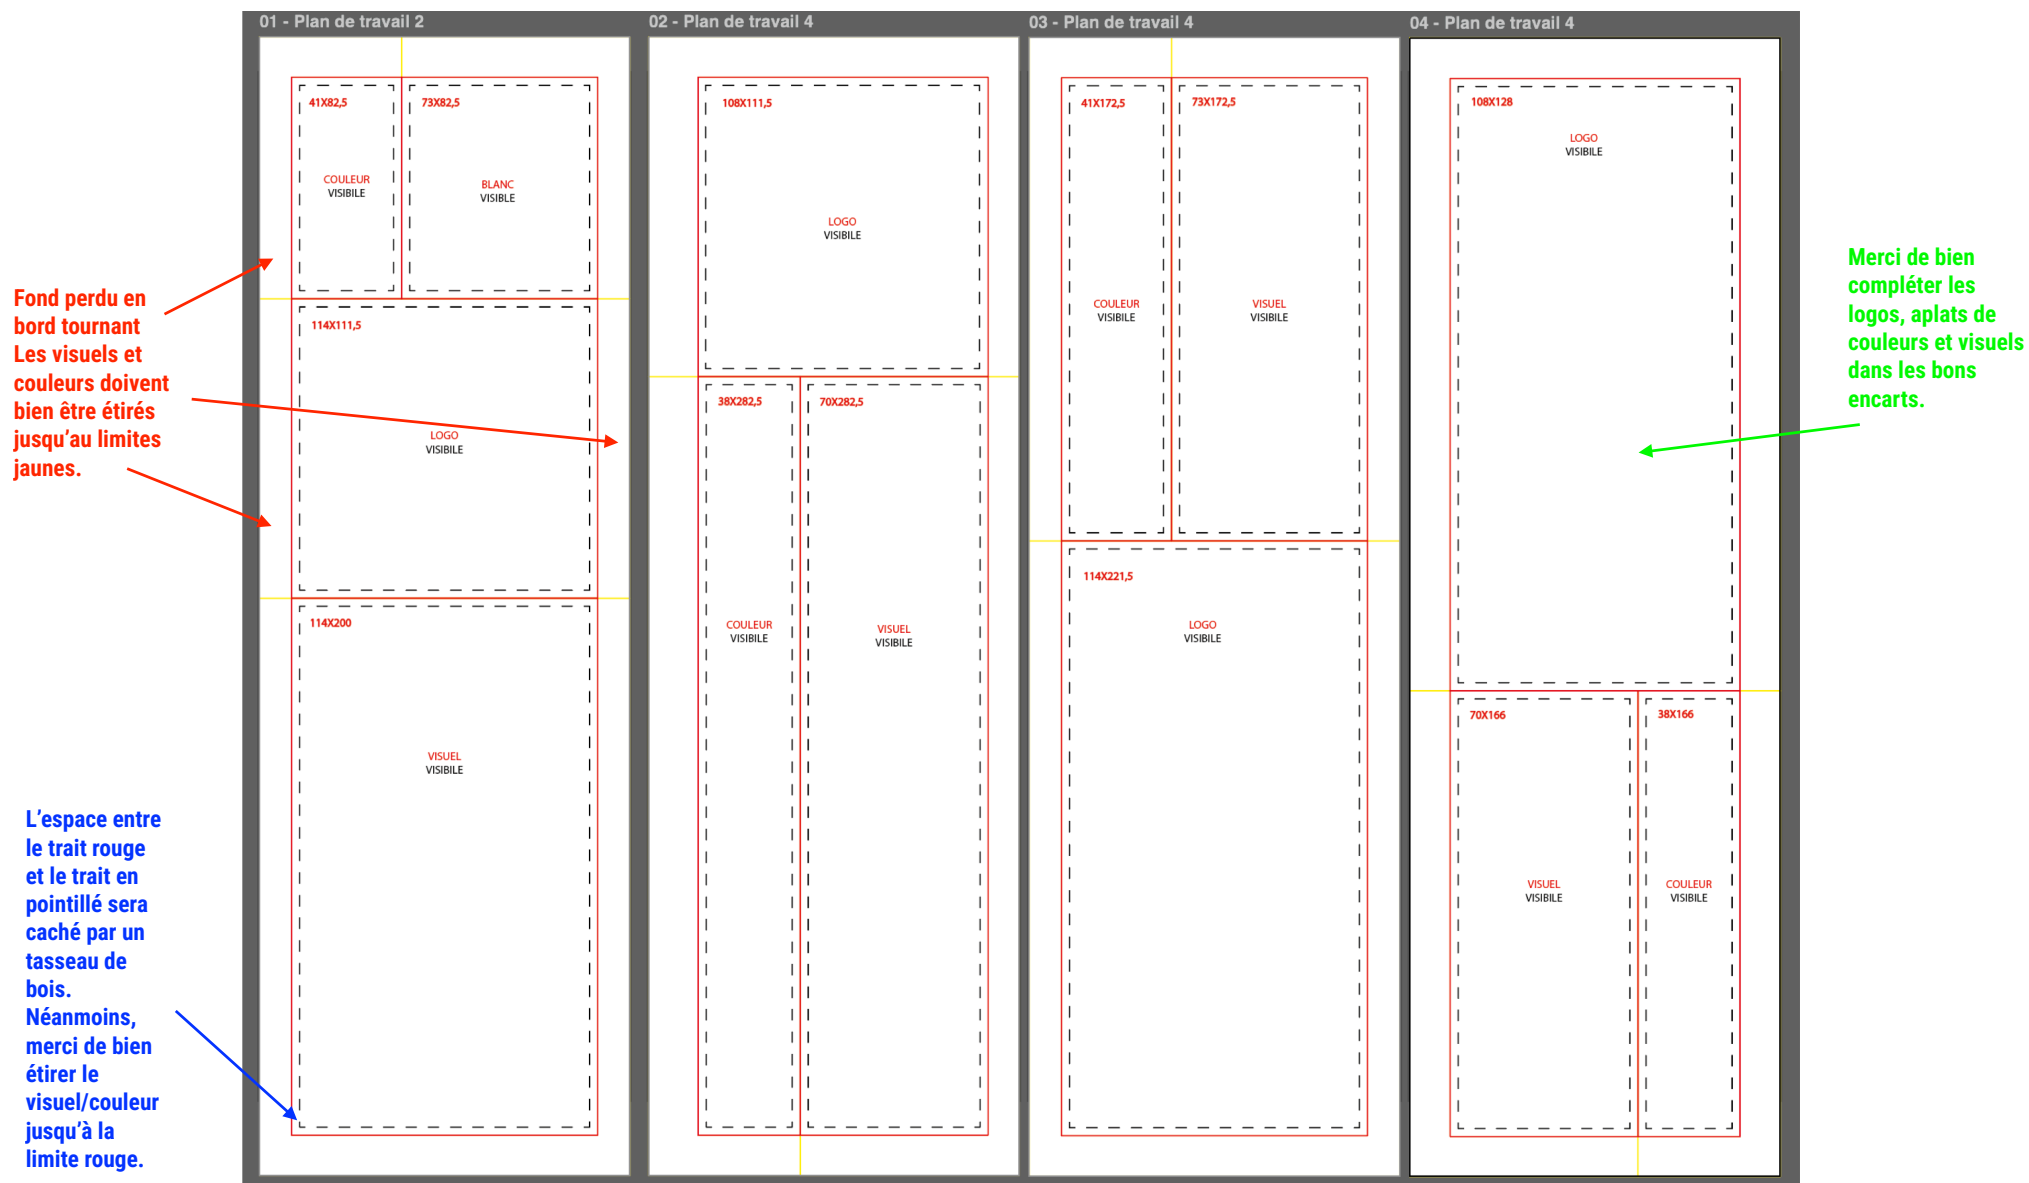 01 - Plan de travail 2
02 - Plan de travail 4
03 - Plan de travail 4
04 - Plan de travail 4
41X82,5
73X82,5
COULEUR
VISIBILE
BLANC
VISIBLE
114X111,5
LOGO
VISIBILE
114X200
VISUEL
VISIBILE
108X111,5
LOGO
VISIBILE
38X282,5
70X282,5
COULEUR
VISIBILE
VISUEL
VISIBILE
41X172,5
73X172,5
COULEUR
VISIBILE
VISUEL
VISIBILE
114X221,5
LOGO
VISIBILE
108X128
LOGO
VISIBILE
70X166
38X166
VISUEL
VISIBILE
COULEUR
VISIBILE
Fond perdu en
bord tournant
Les visuels et
couleurs doivent
bien être étirés
jusqu’au limites
jaunes.
L’espace entre
le trait rouge
et le trait en
pointillé sera
caché par un
tasseau de
bois.
Néanmoins,
merci de bien
étirer le
visuel/couleur
jusqu’à la
limite rouge.
Merci de bien
compléter les
logos, aplats de
couleurs et visuels
dans les bons
encarts.